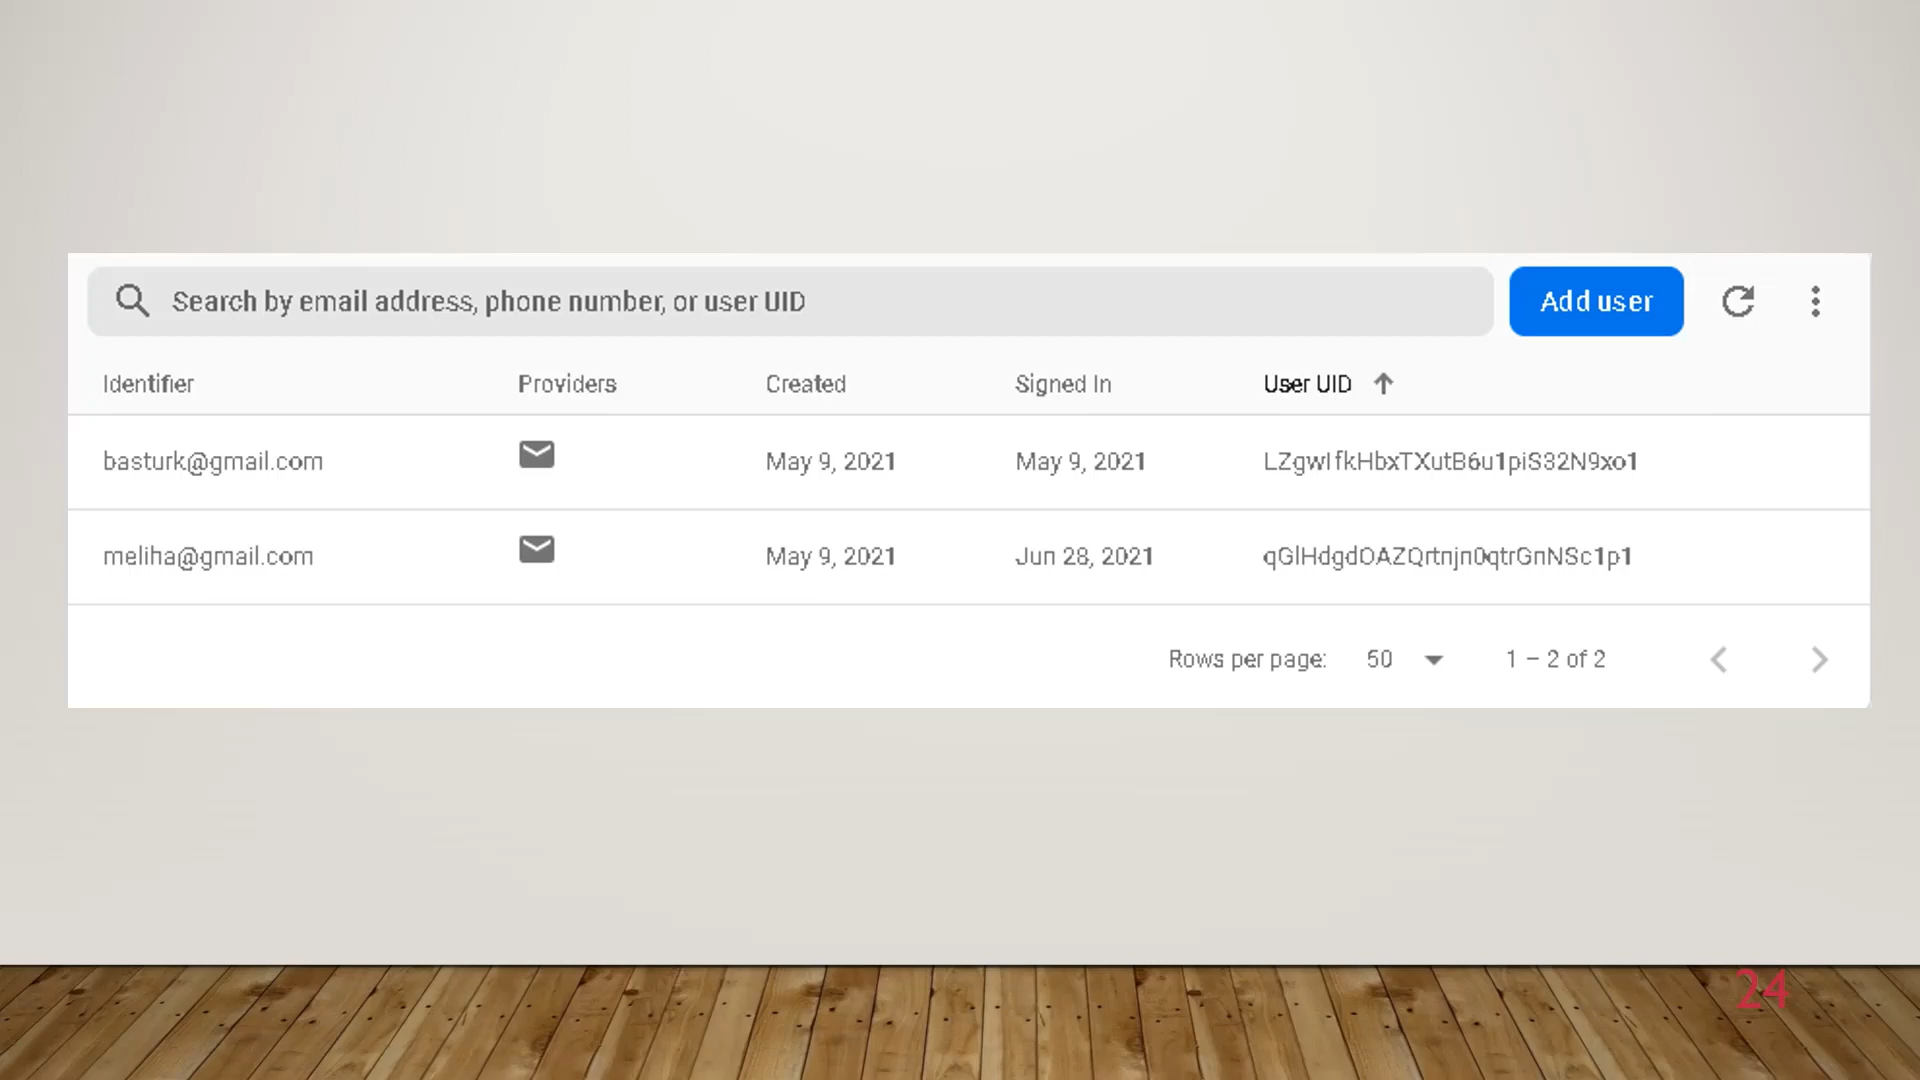 Search by email address, phone number, or user UID Add user
Identifier Providers Created Signed In User UID
basturk@gmail.com May 9, 2021 May 9, 2021 LZgwIfkHbxTXutB6u1piS32N9xo1
meliha@gmail.com May 9, 2021 Jun 28, 2021 qGlHdgdOAZQrtnjn0qtrGnNSc1p1
Rows per page: 50 1 – 2 of 2
24